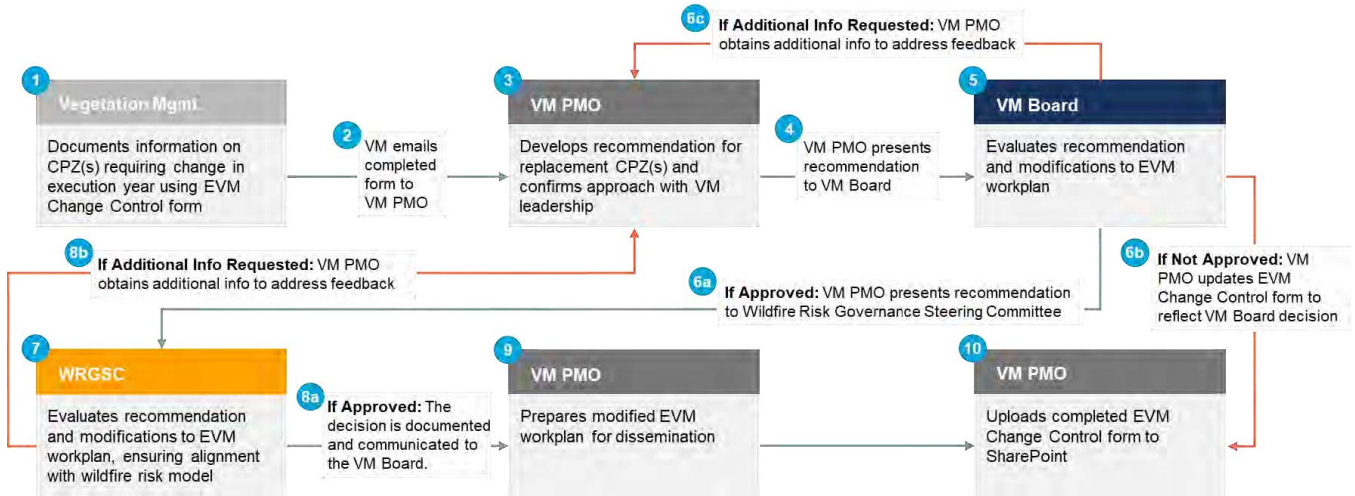 6c
If Additional Info Requested: VM PMO
obtains additional info to address feedback
1
Vegetation Mgmt.
Documents information on
CPZ(s) requiring change in
execution year using EVM
Change Control form
2
VM emails
completed
form to
VM PMO
3
VM PMO
Develops recommendation for
replacement CPZ(s) and
confirms approach with VM
leadership
4
VM PMO presents
recommendation
to VM Board
5
VM Board
Evaluates recommendation
and modifications to EVM
workplan
8b
If Additional Info Requested: VM PMO
obtains additional info to address feedback
6a
If Approved: VM PMO presents recommendation
to Wildfire Risk Governance Steering Committee
6b
If Not Approved: VM
PMO updates EVM
Change Control form to
reflect VM Board decision
7
WRGSC
Evaluates recommendation
and modifications to EVM
workplan, ensuring alignment
with wildfire risk model
8a
If Approved: The
decision is documented
and communicated to
the VM Board.
9
VM PMO
Prepares modified EVM
workplan for dissemination
10
VM PMO
Uploads completed EVM
Change Control form to
SharePoint